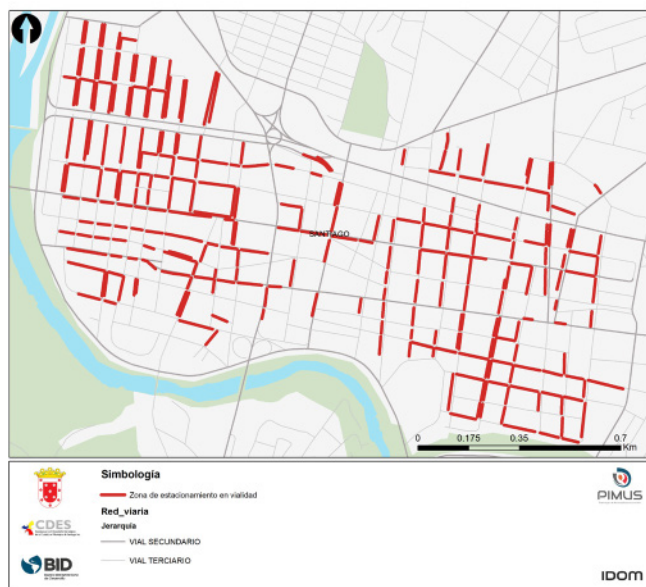 SANTIAGO
0 0.175 0.35 0.7
Km
Simbología
Zona de estacionamiento en vialidad
Red_viaria
Jerarquía
VIAL SECUNDARIO
VIAL TERCIARIO
CDES
BID
PIMUS
IDOM